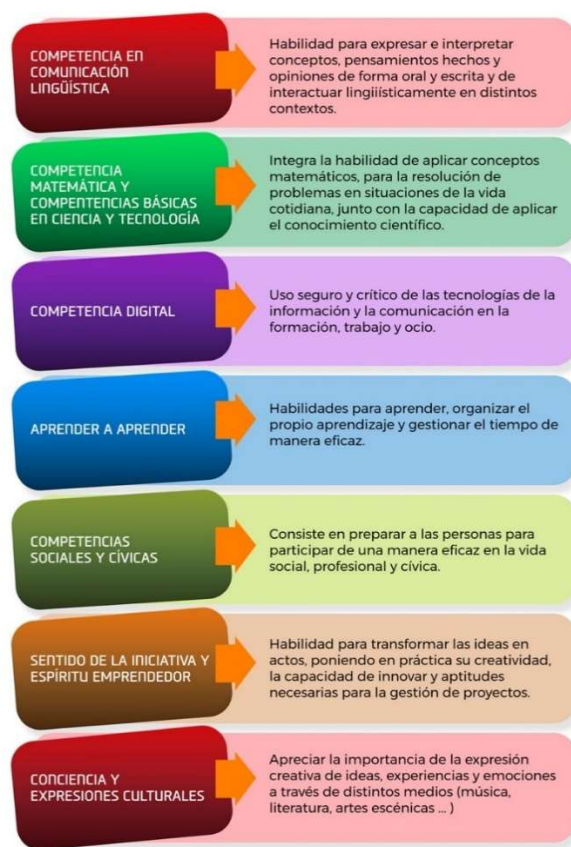 COMPETENCIA EN
COMUNICACIÓN
LINGÜÍSTICA
Habilidad para expresar e interpretar
conceptos, pensamientos hechos y
opiniones de forma oral y escrita y de
interactuar lingiiísticamente en distintos
contextos.
COMPETENCIA
MATEMÁTICA Y
COMPENTENCIAS BÁSICAS
EN CIENCIA Y TECNOLOGÍA
Integra la habilidad de aplicar conceptos
matemáticos, para la resolución de
problemas en situaciones de la vida
cotidiana, junto con la capacidad de aplicar
el conocimiento científico.
COMPETENCIA DIGITAL
Uso seguro y crítico de las tecnologías de la
información y la comunicación en la
formación, trabajo y ocio.
APRENDER A APRENDER
Habilidades para aprender, organizar el
propio aprendizaje y gestionar el tiempo de
manera eficaz.
COMPETENCIAS
SOCIALES Y CÍVICAS
Consiste en preparar a las personas para
participar de una manera eficaz en la vida
social, profesional y cívica.
SENTIDO DE LA INICIATIVA Y
ESPÍRITU EMPRENDEDOR
Habilidad para transformar las ideas en
actos, poniendo en práctica su creatividad,
la capacidad de innovar y aptitudes
necesarias para la gestión de proyectos.
CONCIENCIA Y
EXPRESIONES CULTURALES
Apreciar la importancia de la expresión
creativa de ideas, experiencias y emociones
a través de distintos medios (música,
literatura, artes escénicas ... )